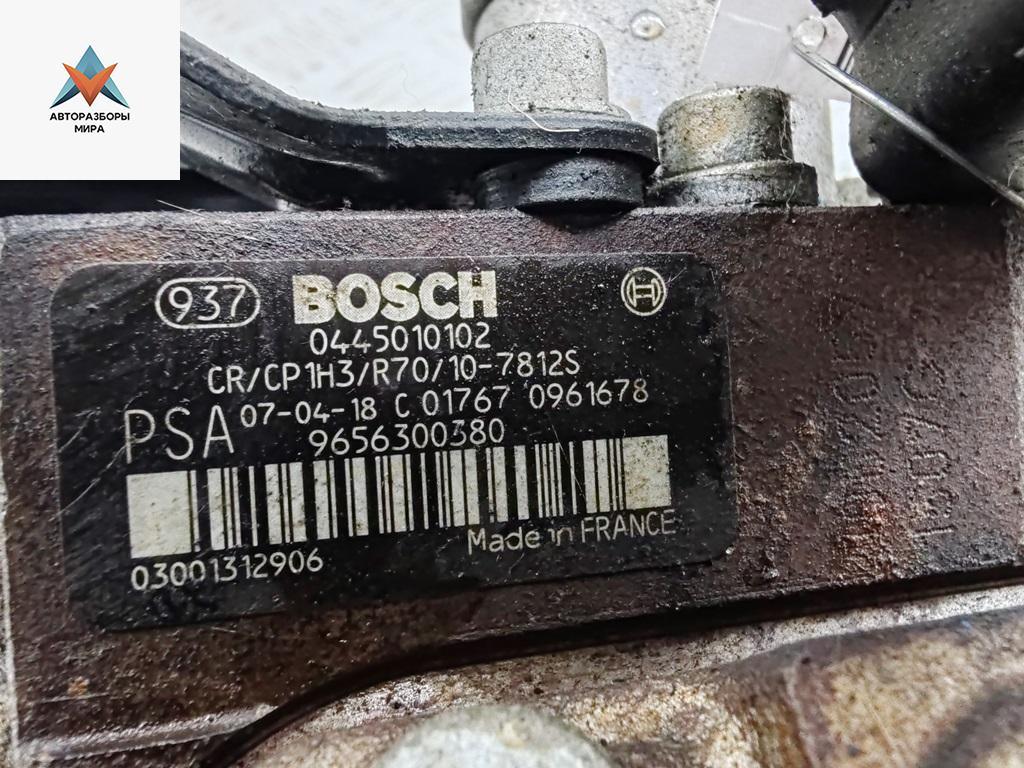 АВТОРАЗБОРЫ
МИРА
937 BOSCH
0445010102
CR/CP1H3/R70/10-7812S
PSA 07-04-18 C 01767 0961678
9656300380
Made in FRANCE
03001312906